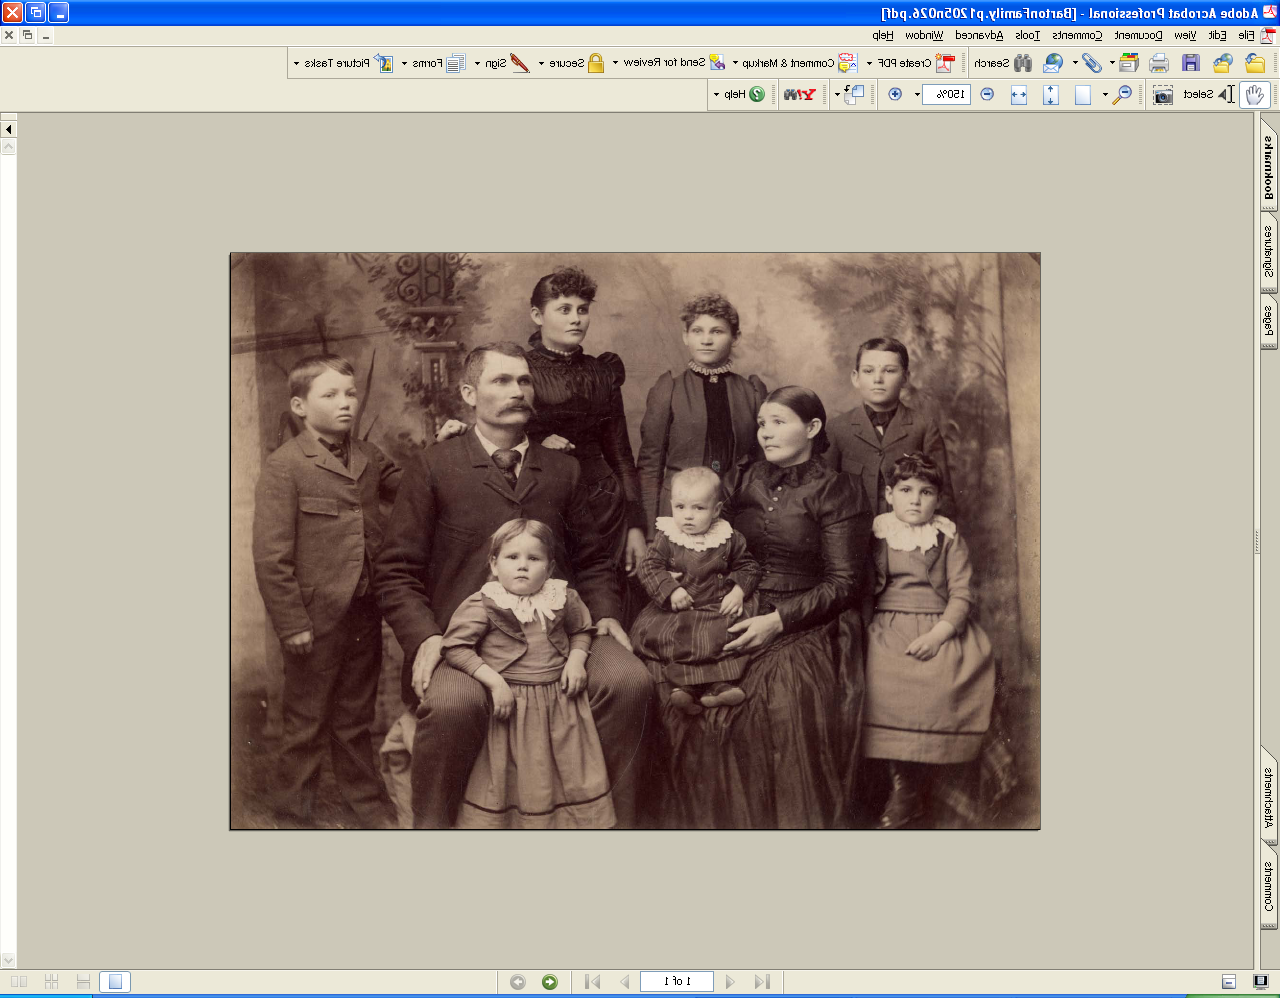 Adobe Acrobat Professional - [BartonFamily.p1205n026.pdf]
File Edit View Document Comments Tools Advanced Window Help
Search Create PDF Comment & Markup Send for Review Secure Sign Forms Picture Tasks
Select 150% Y! Help
Bookmarks
Signatures
Pages
Attachments
Comments
1 of 1